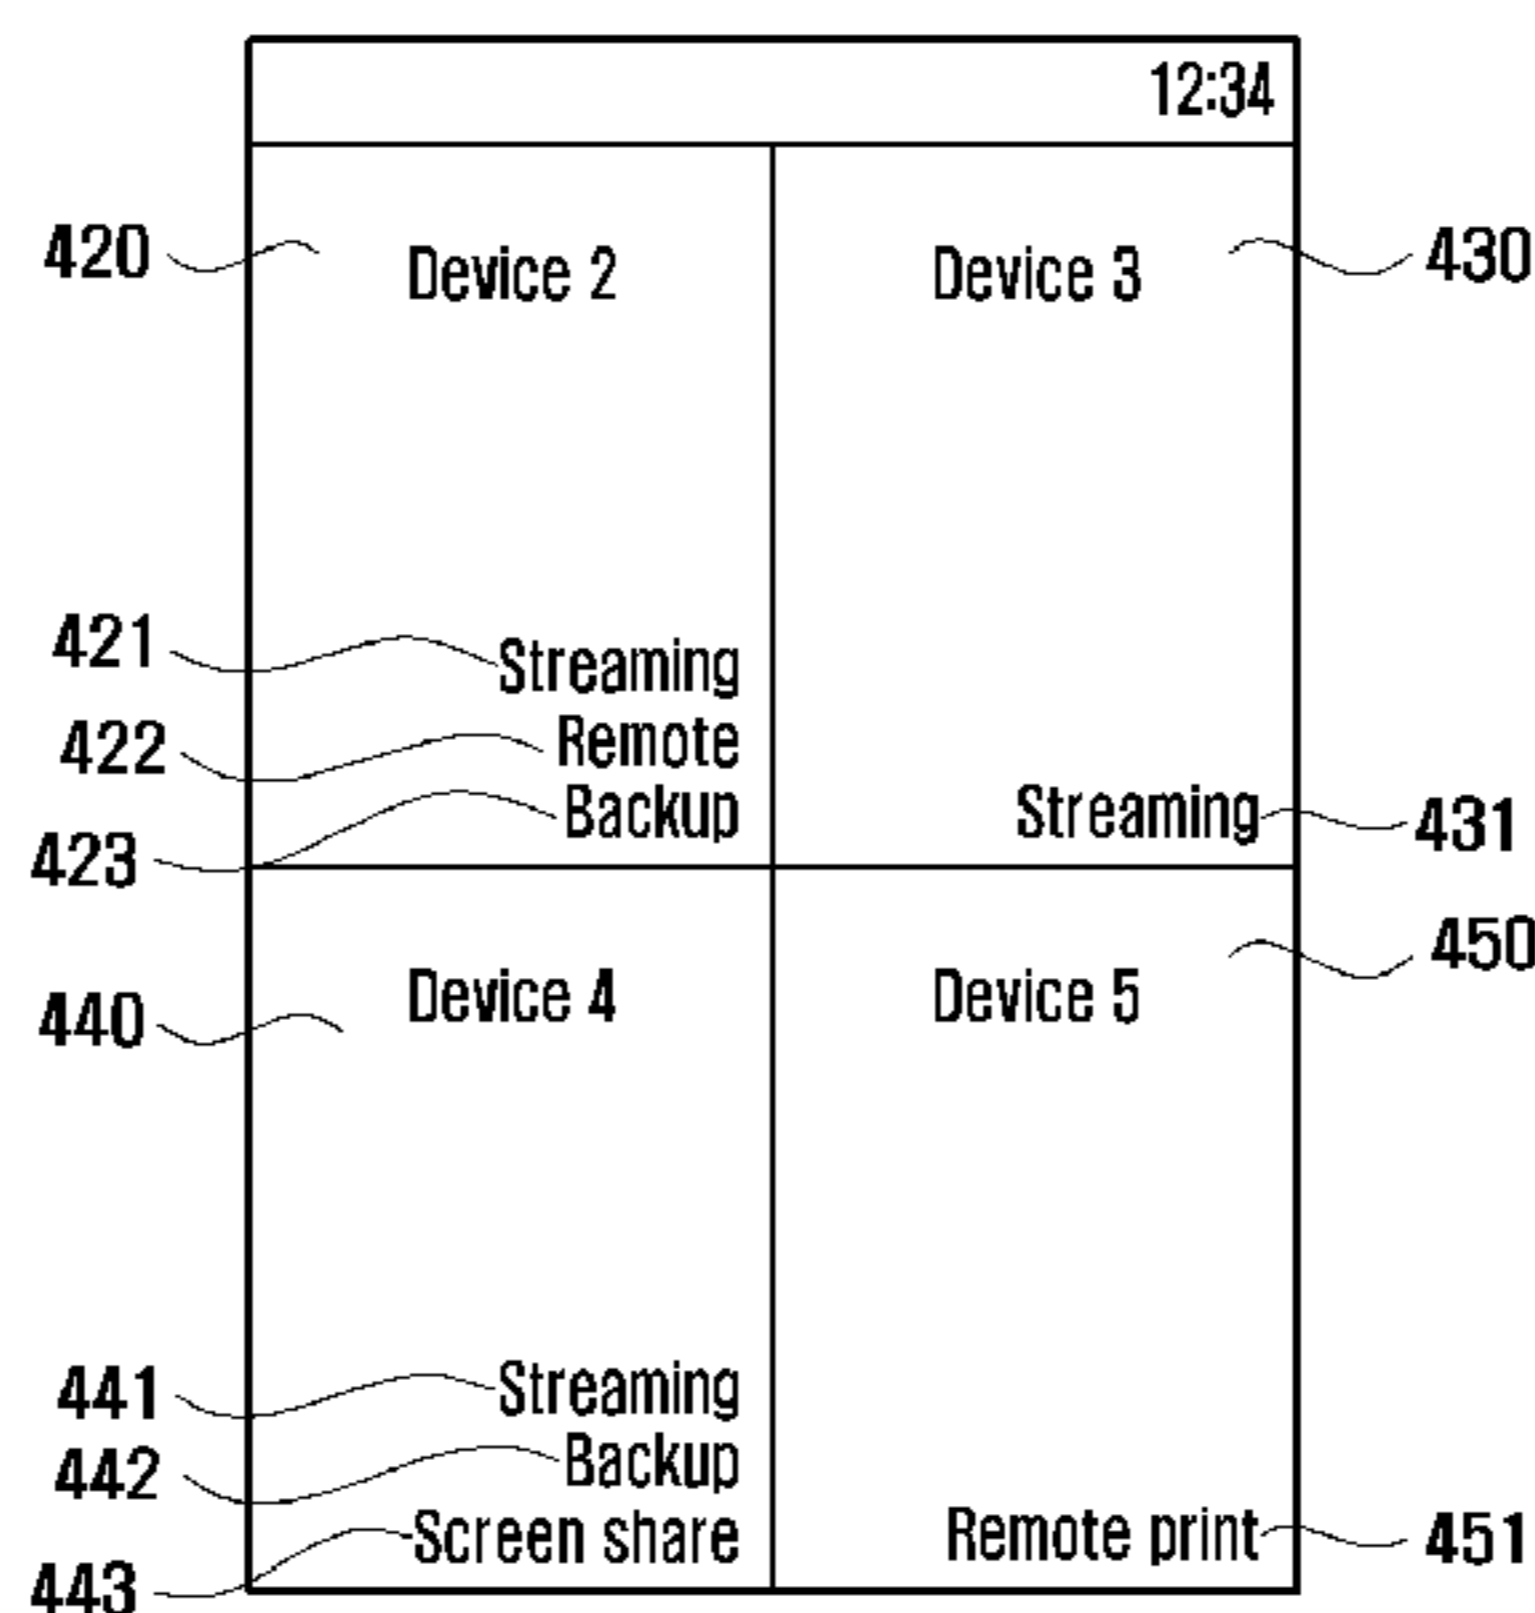 12:34
420 Device 2 Device 3 430
421 Streaming
422 Remote
423 Backup
Streaming 431
450
440 Device 4 Device 5
441 Streaming
442 Backup
443 Screen share
Remote print 451